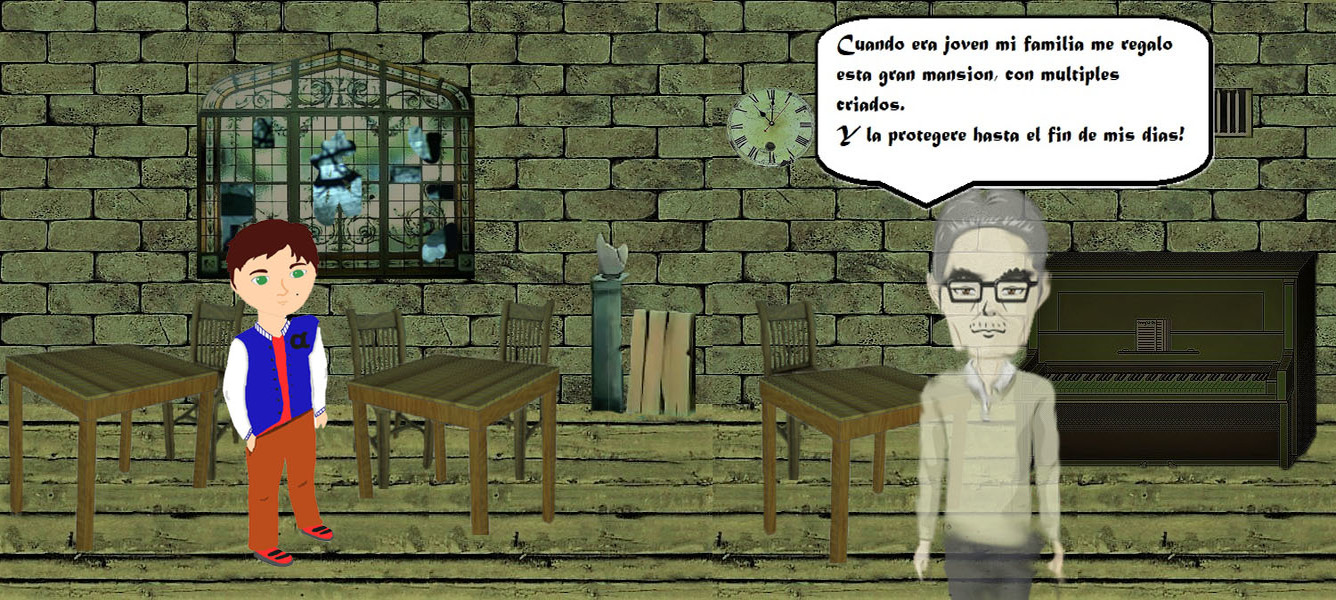 Cuando era joven mi familia me regalo
esta gran mansion, con multiples
criados.
Y la protegere hasta el fin de mis dias!
α